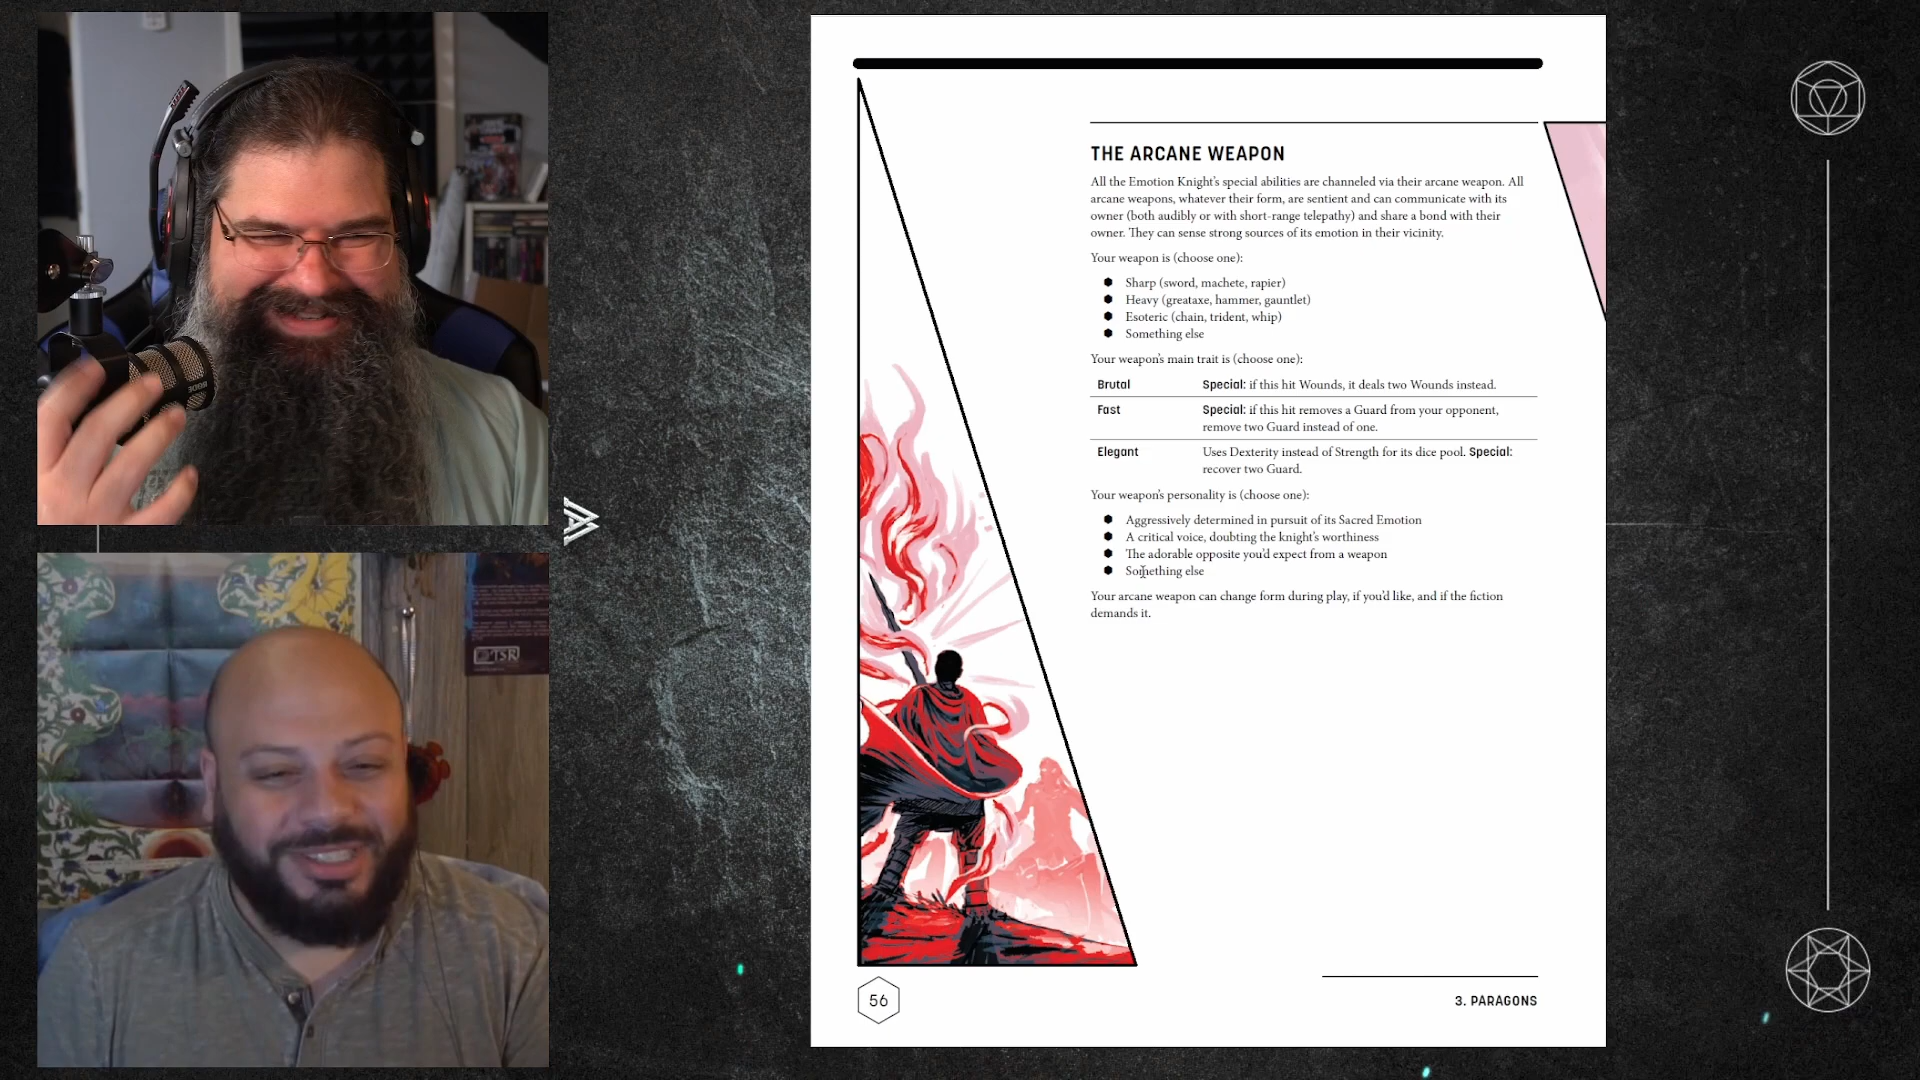 RODE
TSR
THE ARCANE WEAPON
All the Emotion Knight's special abilities are channeled via their arcane weapon. All
arcane weapons, whatever their form, are sentient and can communicate with its
owner (both audibly or with short-range telepathy) and share a bond with their
owner. They can sense strong sources of its emotion in their vicinity.
Your weapon is (choose one):
Sharp (sword, machete, rapier)
Heavy (greataxe, hammer, gauntlet)
Esoteric (chain, trident, whip)
Something else
Your weapon's main trait is (choose one):
Brutal Special: if this hit Wounds, it deals two Wounds instead.
Fast Special: if this hit removes a Guard from your opponent,
remove two Guard instead of one.
Elegant Uses Dexterity instead of Strength for its dice pool. Special:
recover two Guard.
Your weapon's personality is (choose one):
Aggressively determined in pursuit of its Sacred Emotion
A critical voice, doubting the knight's worthiness
The adorable opposite you'd expect from a weapon
Something else
Your arcane weapon can change form during play, if you'd like, and if the fiction
demands it.
56
3. PARAGONS